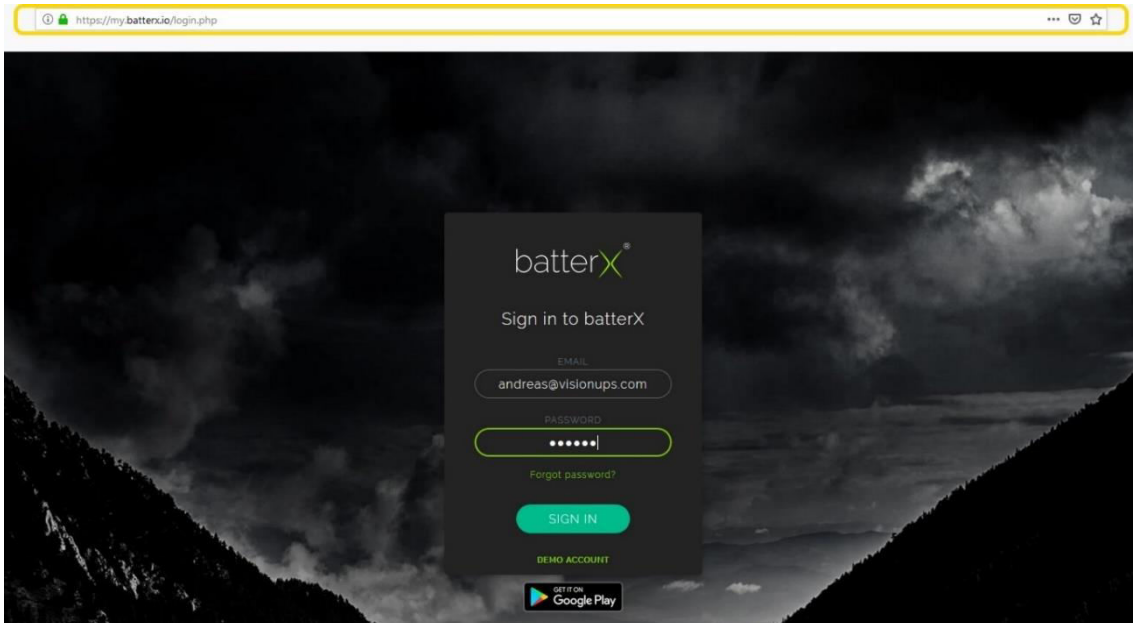 https://my.batterx.io/login.php
batterX®
Sign in to batterX
EMAIL
andreas@visionups.com
PASSWORD
••••••
Forgot password?
SIGN IN
DEMO ACCOUNT
GET IT ON
Google Play